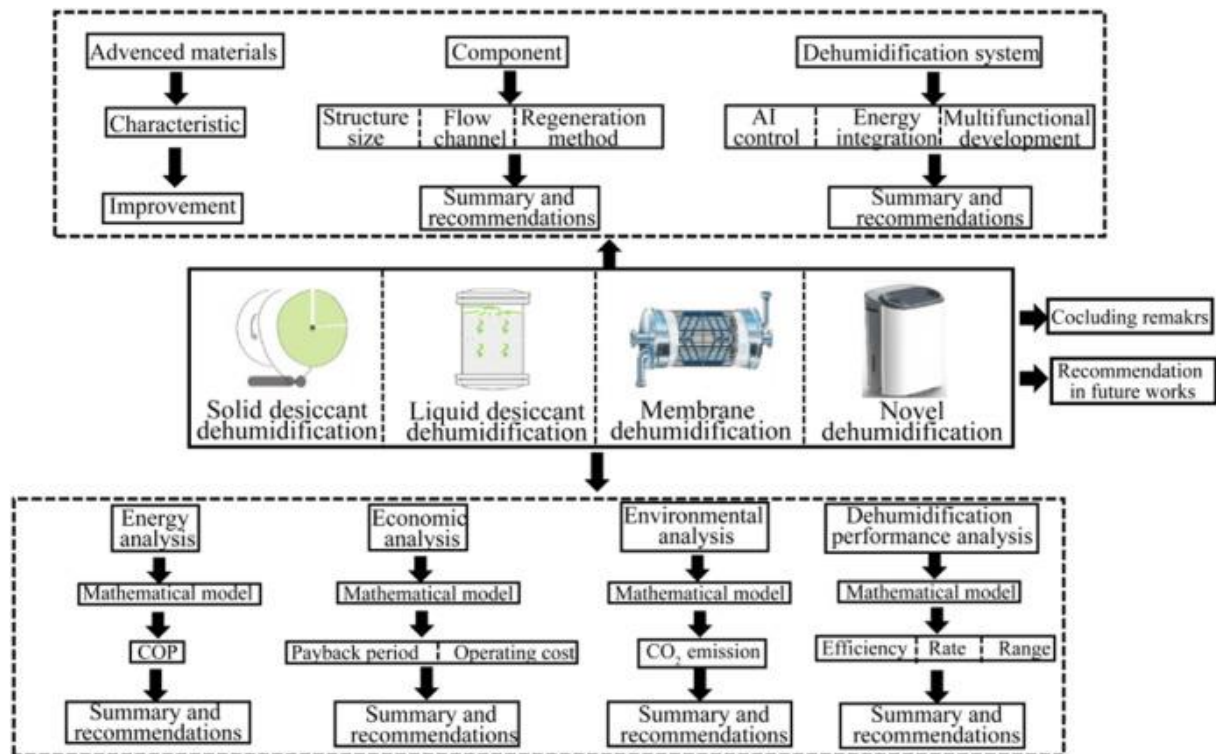 Advanced materials
Component
Dehumidification system
Characteristic
Structure
size
Flow
channel
Regeneration
method
AI
control
Energy
integration
Multifunctional
development
Improvement
Summary and
recommendations
Summary and
recommendations
Solid desiccant
dehumidification
Liquid desiccant
dehumidification
Membrane
dehumidification
Novel
dehumidification
Cocluding remakrs
Recommendation
in future works
Energy
analysis
Economic
analysis
Environmental
analysis
Dehumidification
performance analysis
Mathematical model
Mathematical model
Mathematical model
Mathematical model
COP
Payback period
Operating cost
CO₂ emission
Efficiency
Rate
Range
Summary and
recommendations
Summary and
recommendations
Summary and
recommendations
Summary and
recommendations